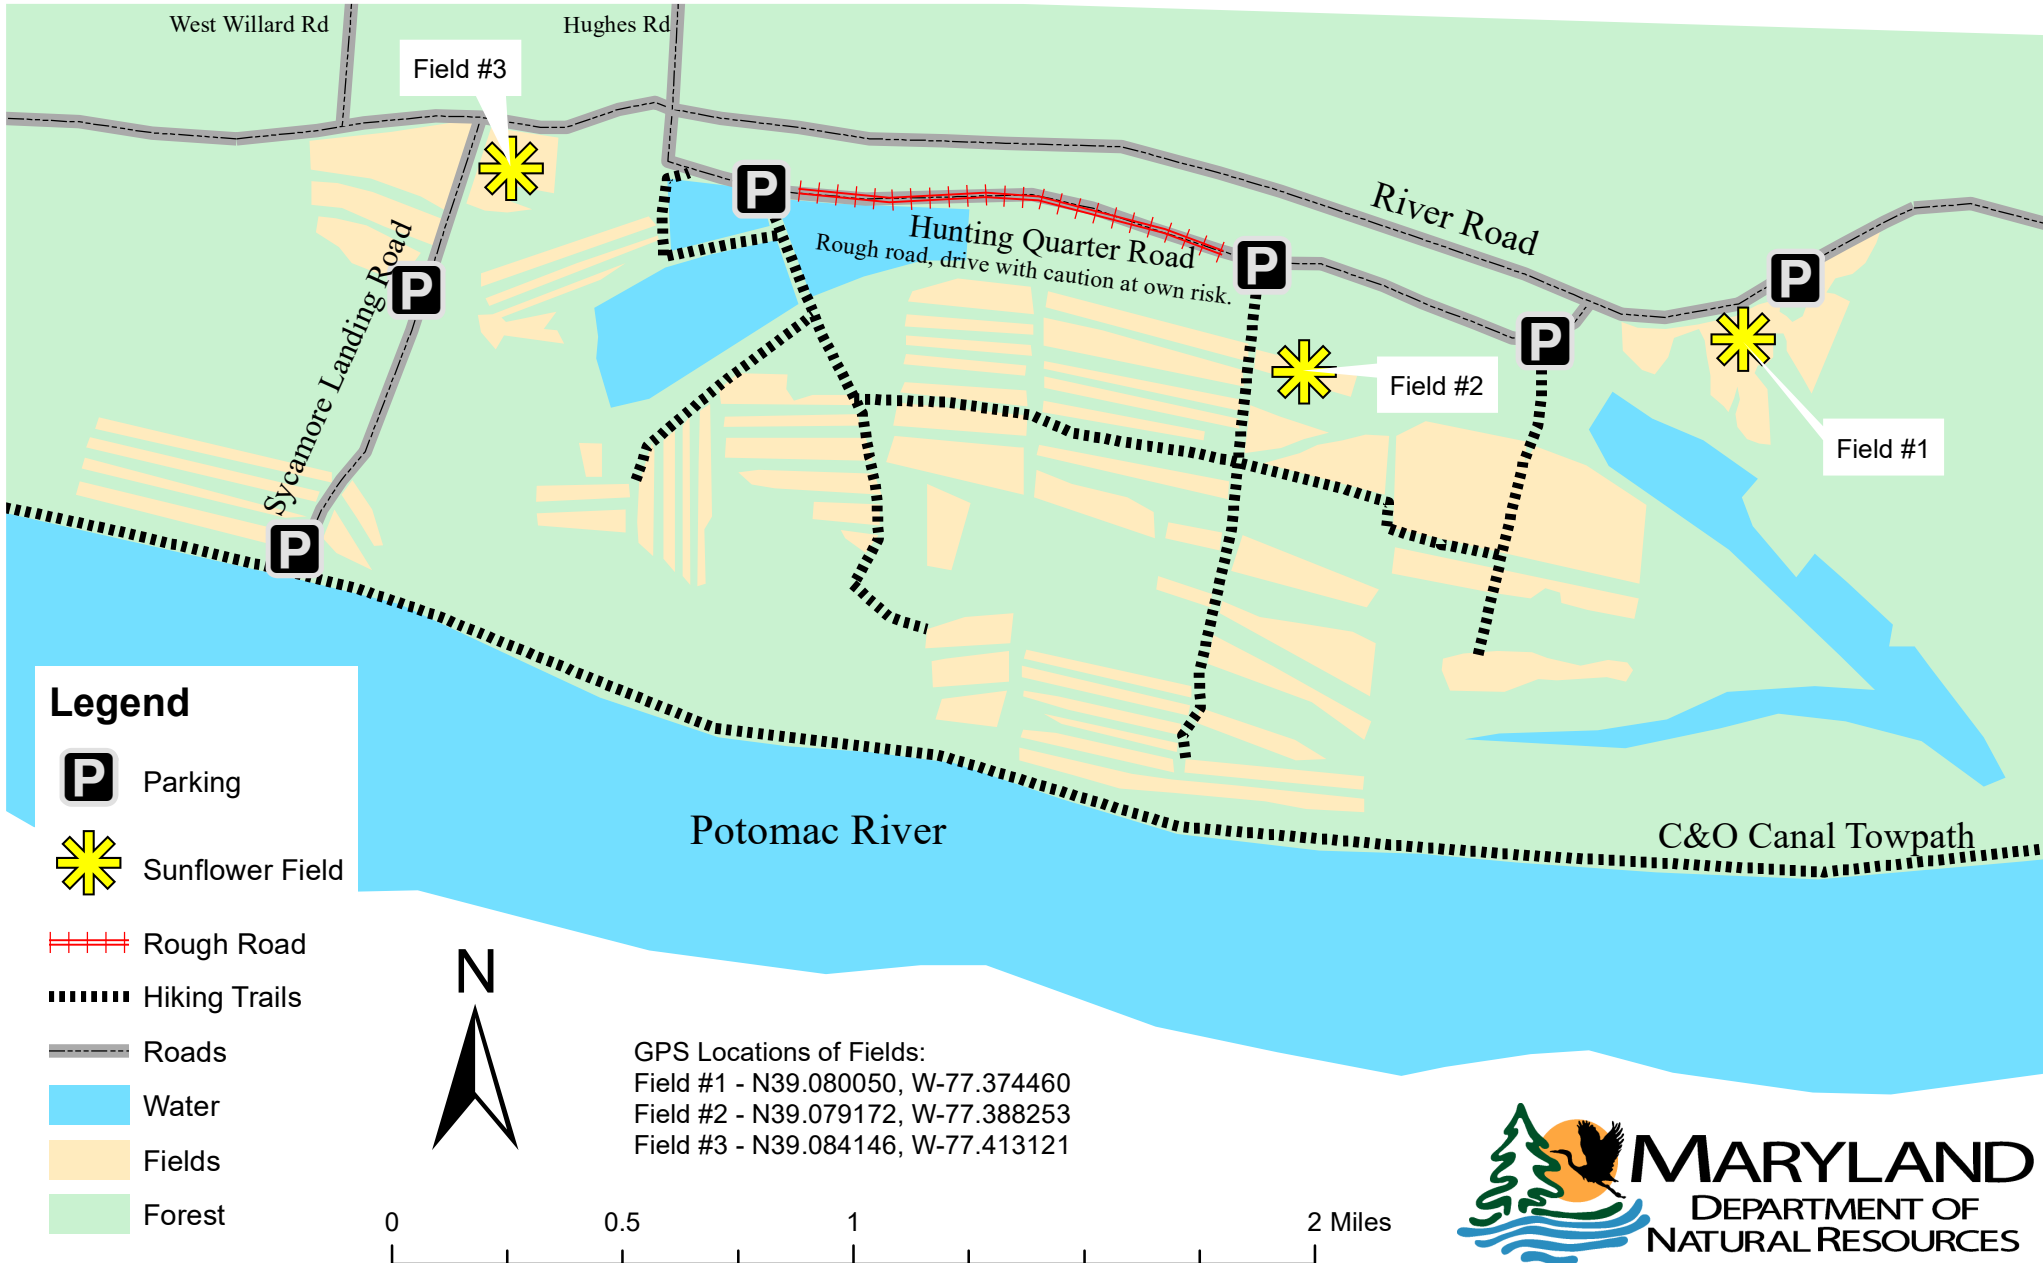 West Willard Rd
Hughes Rd
Field #3
P
River Road
Hunting Quarter Road
Rough road, drive with caution at own risk.
P
P
P
P
Sycamore Landing Road
Field #2
P
Field #1
P
Legend
P Parking
Sunflower Field
Rough Road
Hiking Trails
Roads
Water
Fields
Forest
Potomac River
C&O Canal Towpath
N
GPS Locations of Fields:
Field #1 - N39.080050, W-77.374460
Field #2 - N39.079172, W-77.388253
Field #3 - N39.084146, W-77.413121
0 0.5 1 2 Miles
MARYLAND
DEPARTMENT OF
NATURAL RESOURCES